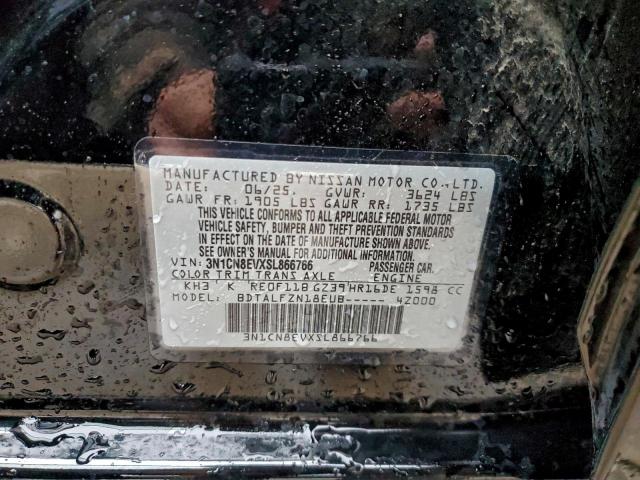 MANUFACTURED BY NISSAN MOTOR CO.,LTD.
DATE: 06/25. GVWR: 3624 LBS
GAWR FR: 1905 LBS GAWR RR: 1735 LBS
THIS VEHICLE CONFORMS TO ALL APPLICABLE FEDERAL MOTOR
VEHICLE SAFETY, BUMPER AND THEFT PREVENTION STANDARDS
IN EFFECT ON THE DATE OF MANUFACTURE SHOWN ABOVE.
SEE OWNER'S MANUAL FOR ADDITIONAL INFORMATION.
VIN: 3N1CN8EVXSL866766 PASSENGER CAR.
COLOR TRIM TRANS AXLE ENGINE
KH3 K RE0F11B GZ39 HR16DE 1598 CC
MODEL: BDTALFZN18EUB----- 42000
3N1CN8EVXSL866766